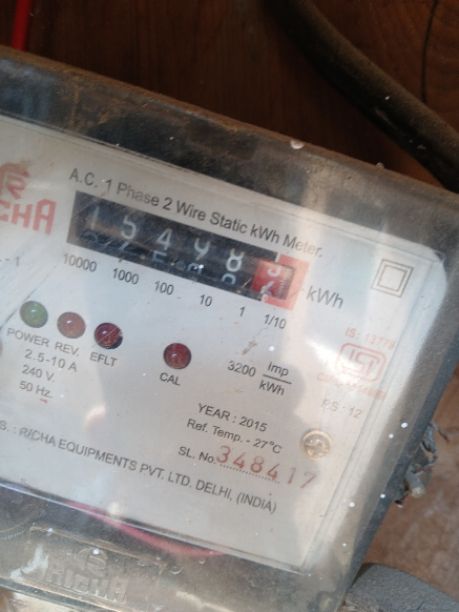 A.C. 1 Phase 2 Wire Static kWh Meter.
15498
kWh
10000 1000 100 10 1 1/10
IS: 13779
POWER REV. EFLT
CAL
3200 Imp/kWh
2.5-10 A
240 V.
50 Hz.
YEAR : 2015
Ref. Temp. - 27°C
SL. No. 348417
S. : RICHA EQUIPMENTS PVT. LTD. DELHI, (INDIA)
RICHA